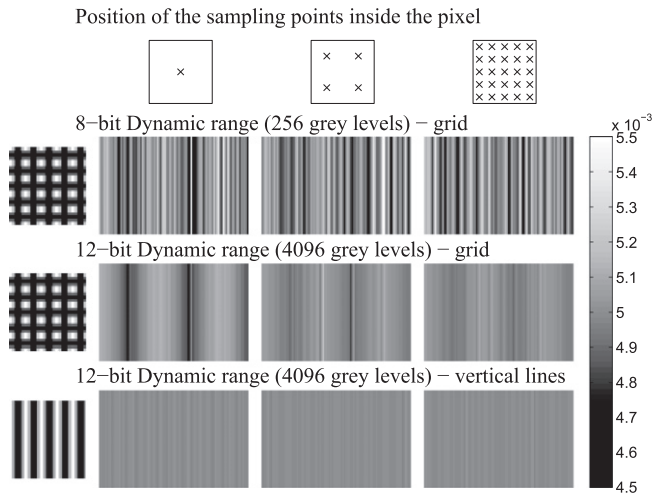 Position of the sampling points inside the pixel
8−bit Dynamic range (256 grey levels) − grid
x 10⁻³
5.5
5.4
5.3
5.2
5.1
5
4.9
4.8
4.7
4.6
4.5
12−bit Dynamic range (4096 grey levels) − grid
12−bit Dynamic range (4096 grey levels) − vertical lines